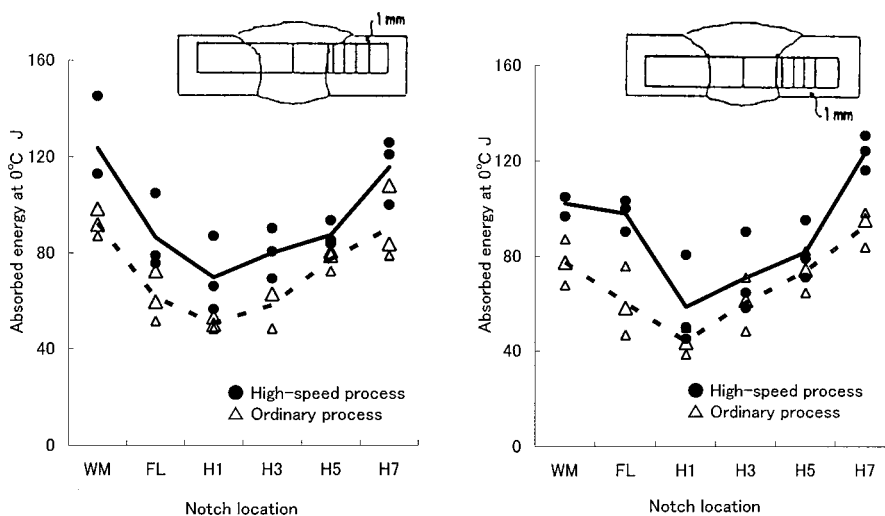 1 mm
160
120
80
40
0
Absorbed energy at 0℃ J
High-speed process
Ordinary process
WM FL H1 H3 H5 H7
Notch location
1 mm
160
120
80
40
0
Absorbed energy at 0℃ J
High-speed process
Ordinary process
WM FL H1 H3 H5 H7
Notch location